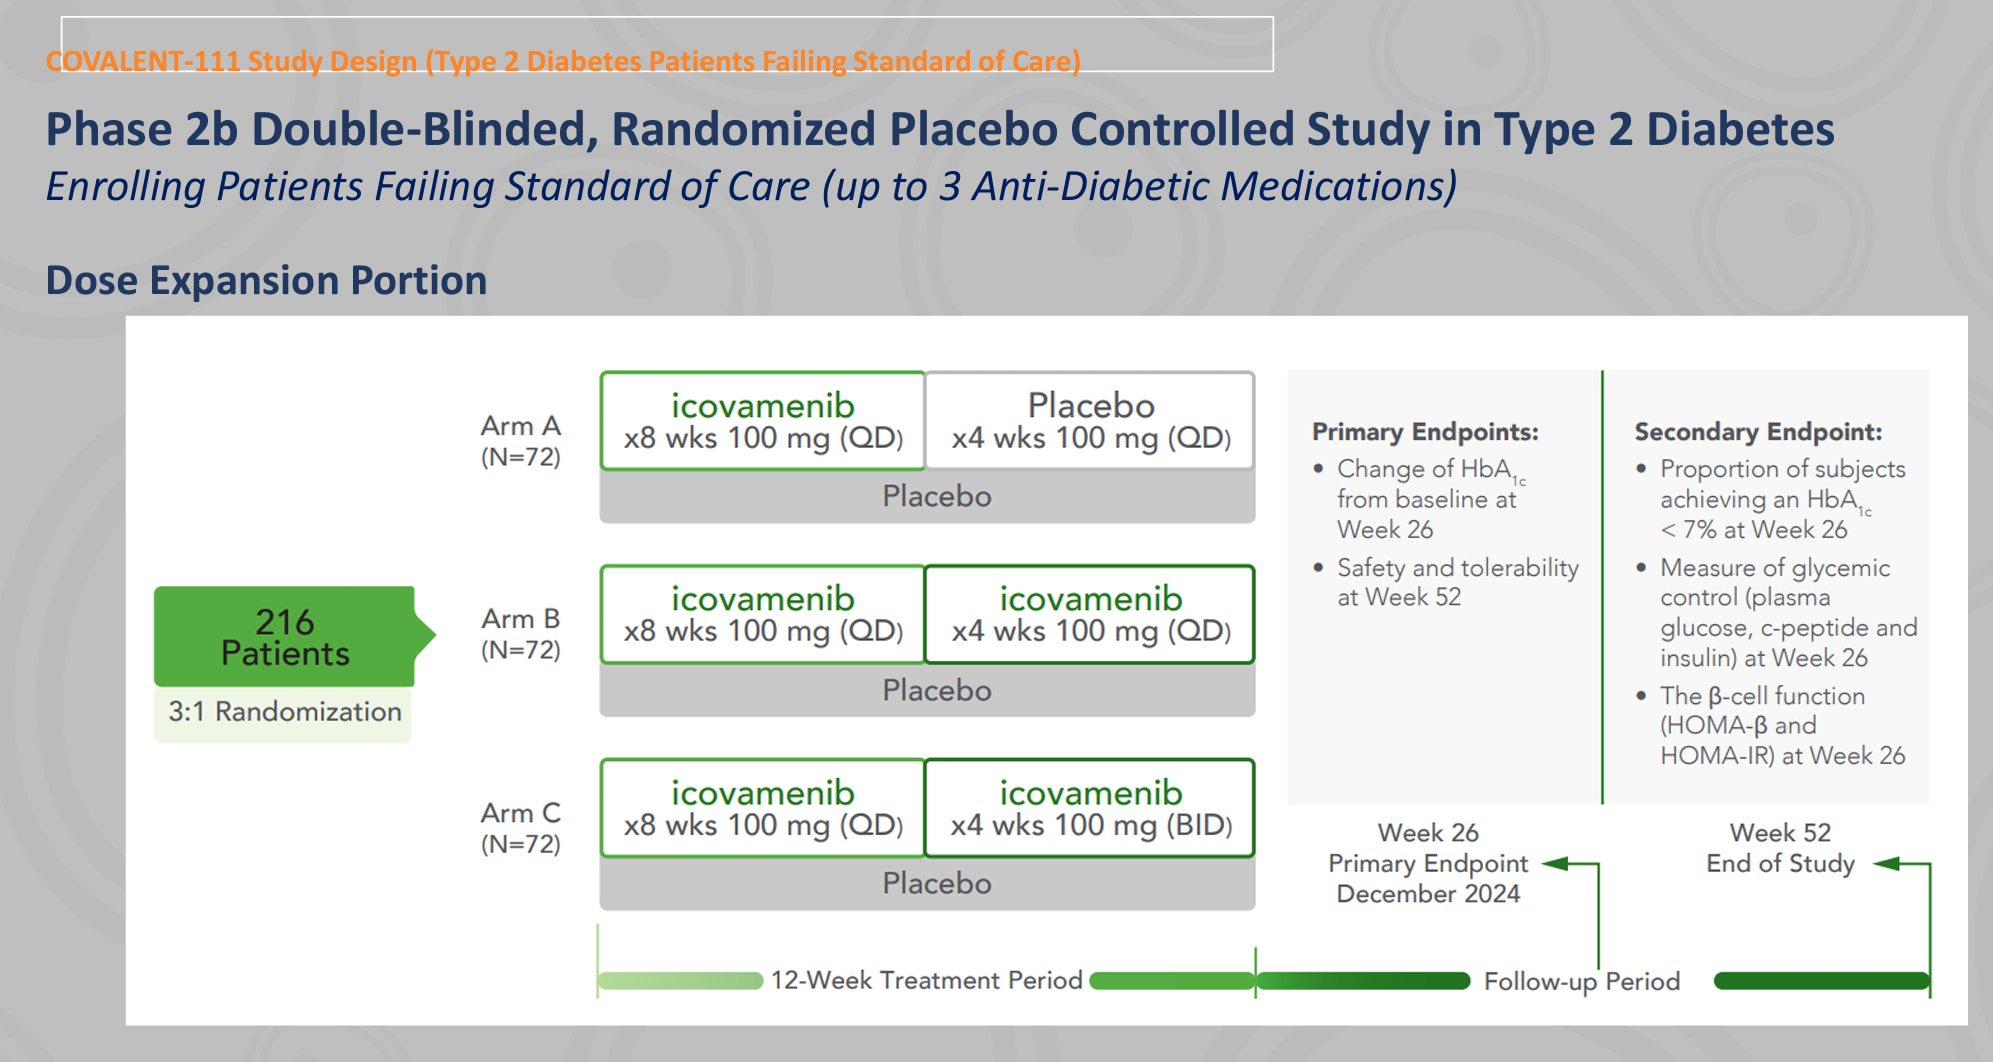 COVALENT-111 Study Design (Type 2 Diabetes Patients Failing Standard of Care)
Phase 2b Double-Blinded, Randomized Placebo Controlled Study in Type 2 Diabetes
Enrolling Patients Failing Standard of Care (up to 3 Anti-Diabetic Medications)
Dose Expansion Portion
216
Patients
3:1 Randomization
Arm A
(N=72)
icovamenib
x8 wks 100 mg (QD)
Placebo
x4 wks 100 mg (QD)
Placebo
Arm B
(N=72)
icovamenib
x8 wks 100 mg (QD)
icovamenib
x4 wks 100 mg (QD)
Placebo
Arm C
(N=72)
icovamenib
x8 wks 100 mg (QD)
icovamenib
x4 wks 100 mg (BID)
Placebo
Primary Endpoints:
• Change of HbA1c
from baseline at
Week 26
• Safety and tolerability
at Week 52
Secondary Endpoint:
• Proportion of subjects
achieving an HbA1c
< 7% at Week 26
• Measure of glycemic
control (plasma
glucose, c-peptide and
insulin) at Week 26
• The β-cell function
(HOMA-β and
HOMA-IR) at Week 26
Week 26
Primary Endpoint
December 2024
Week 52
End of Study
12-Week Treatment Period
Follow-up Period